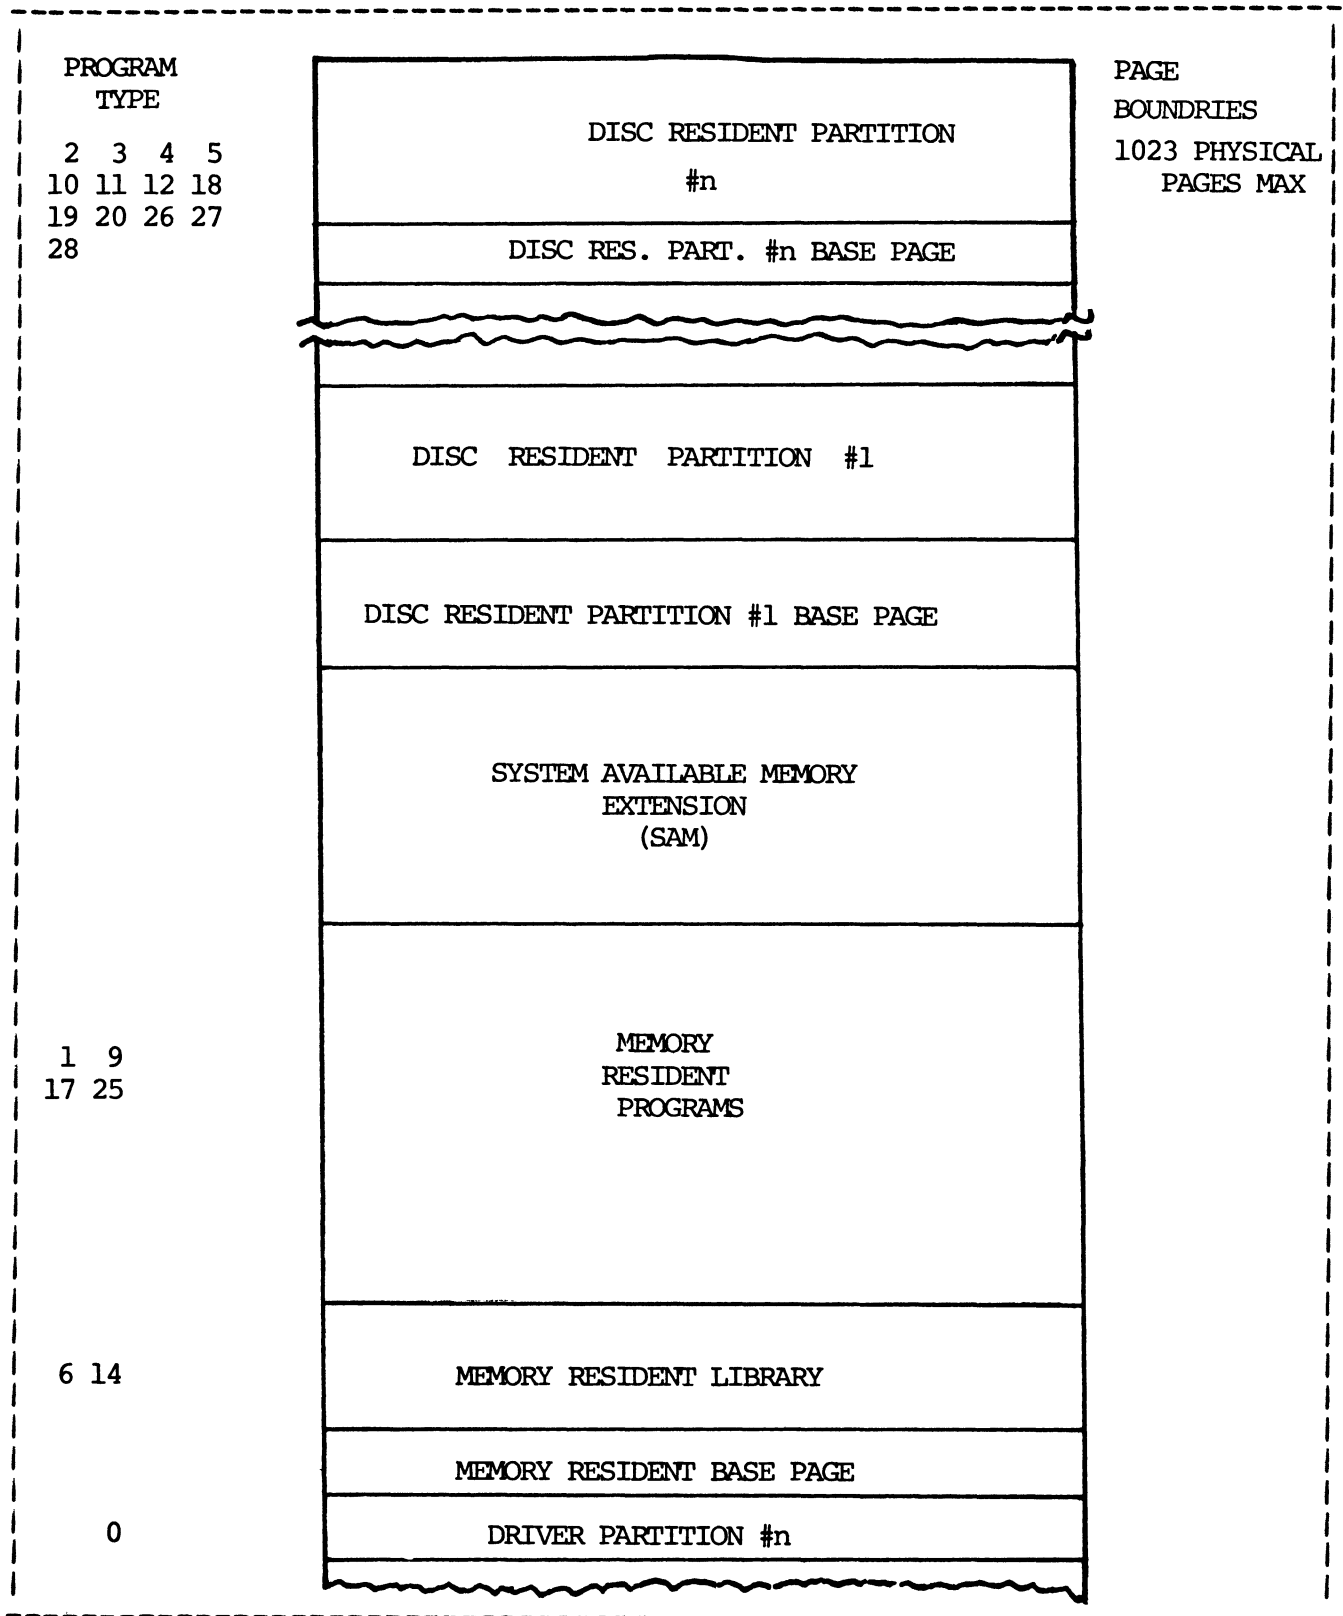 PROGRAM
TYPE
2 3 4 5
10 11 12 18
19 20 26 27
28
PAGE
BOUNDRIES
1023 PHYSICAL
PAGES MAX
DISC RESIDENT PARTITION
#n
DISC RES. PART. #n BASE PAGE
DISC RESIDENT PARTITION #1
DISC RESIDENT PARTITION #1 BASE PAGE
SYSTEM AVAILABLE MEMORY
EXTENSION
(SAM)
1 9
17 25
MEMORY
RESIDENT
PROGRAMS
6 14
MEMORY RESIDENT LIBRARY
MEMORY RESIDENT BASE PAGE
0
DRIVER PARTITION #n